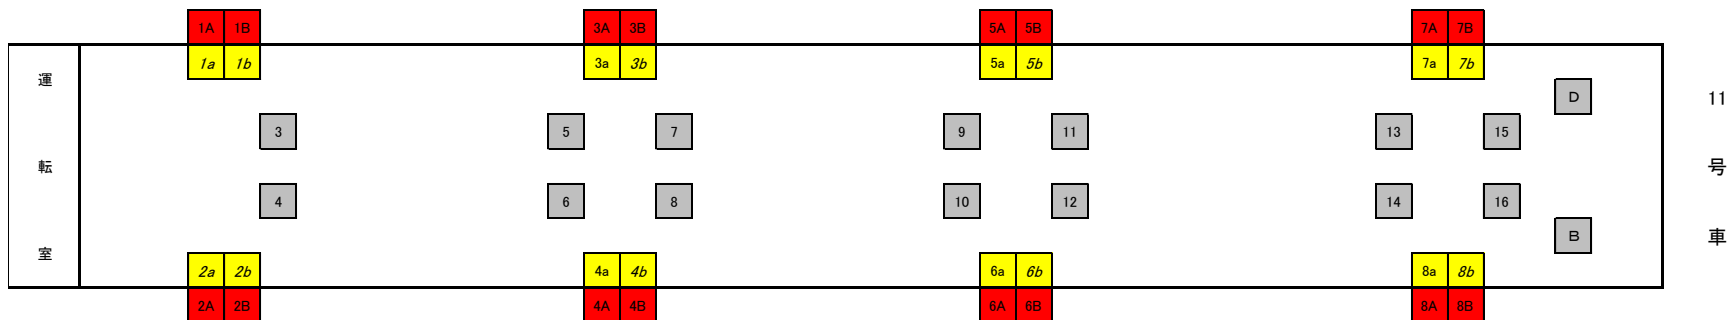 1A 1B 3A 3B 5A 5B 7A 7B
1a 1b 3a 3b 5a 5b 7a 7b
運転室
D
3 5 7 9 11 13 15
4 6 8 10 12 14 16
B
2a 2b 4a 4b 6a 6b 8a 8b
2A 2B 4A 4B 6A 6B 8A 8B
11号車